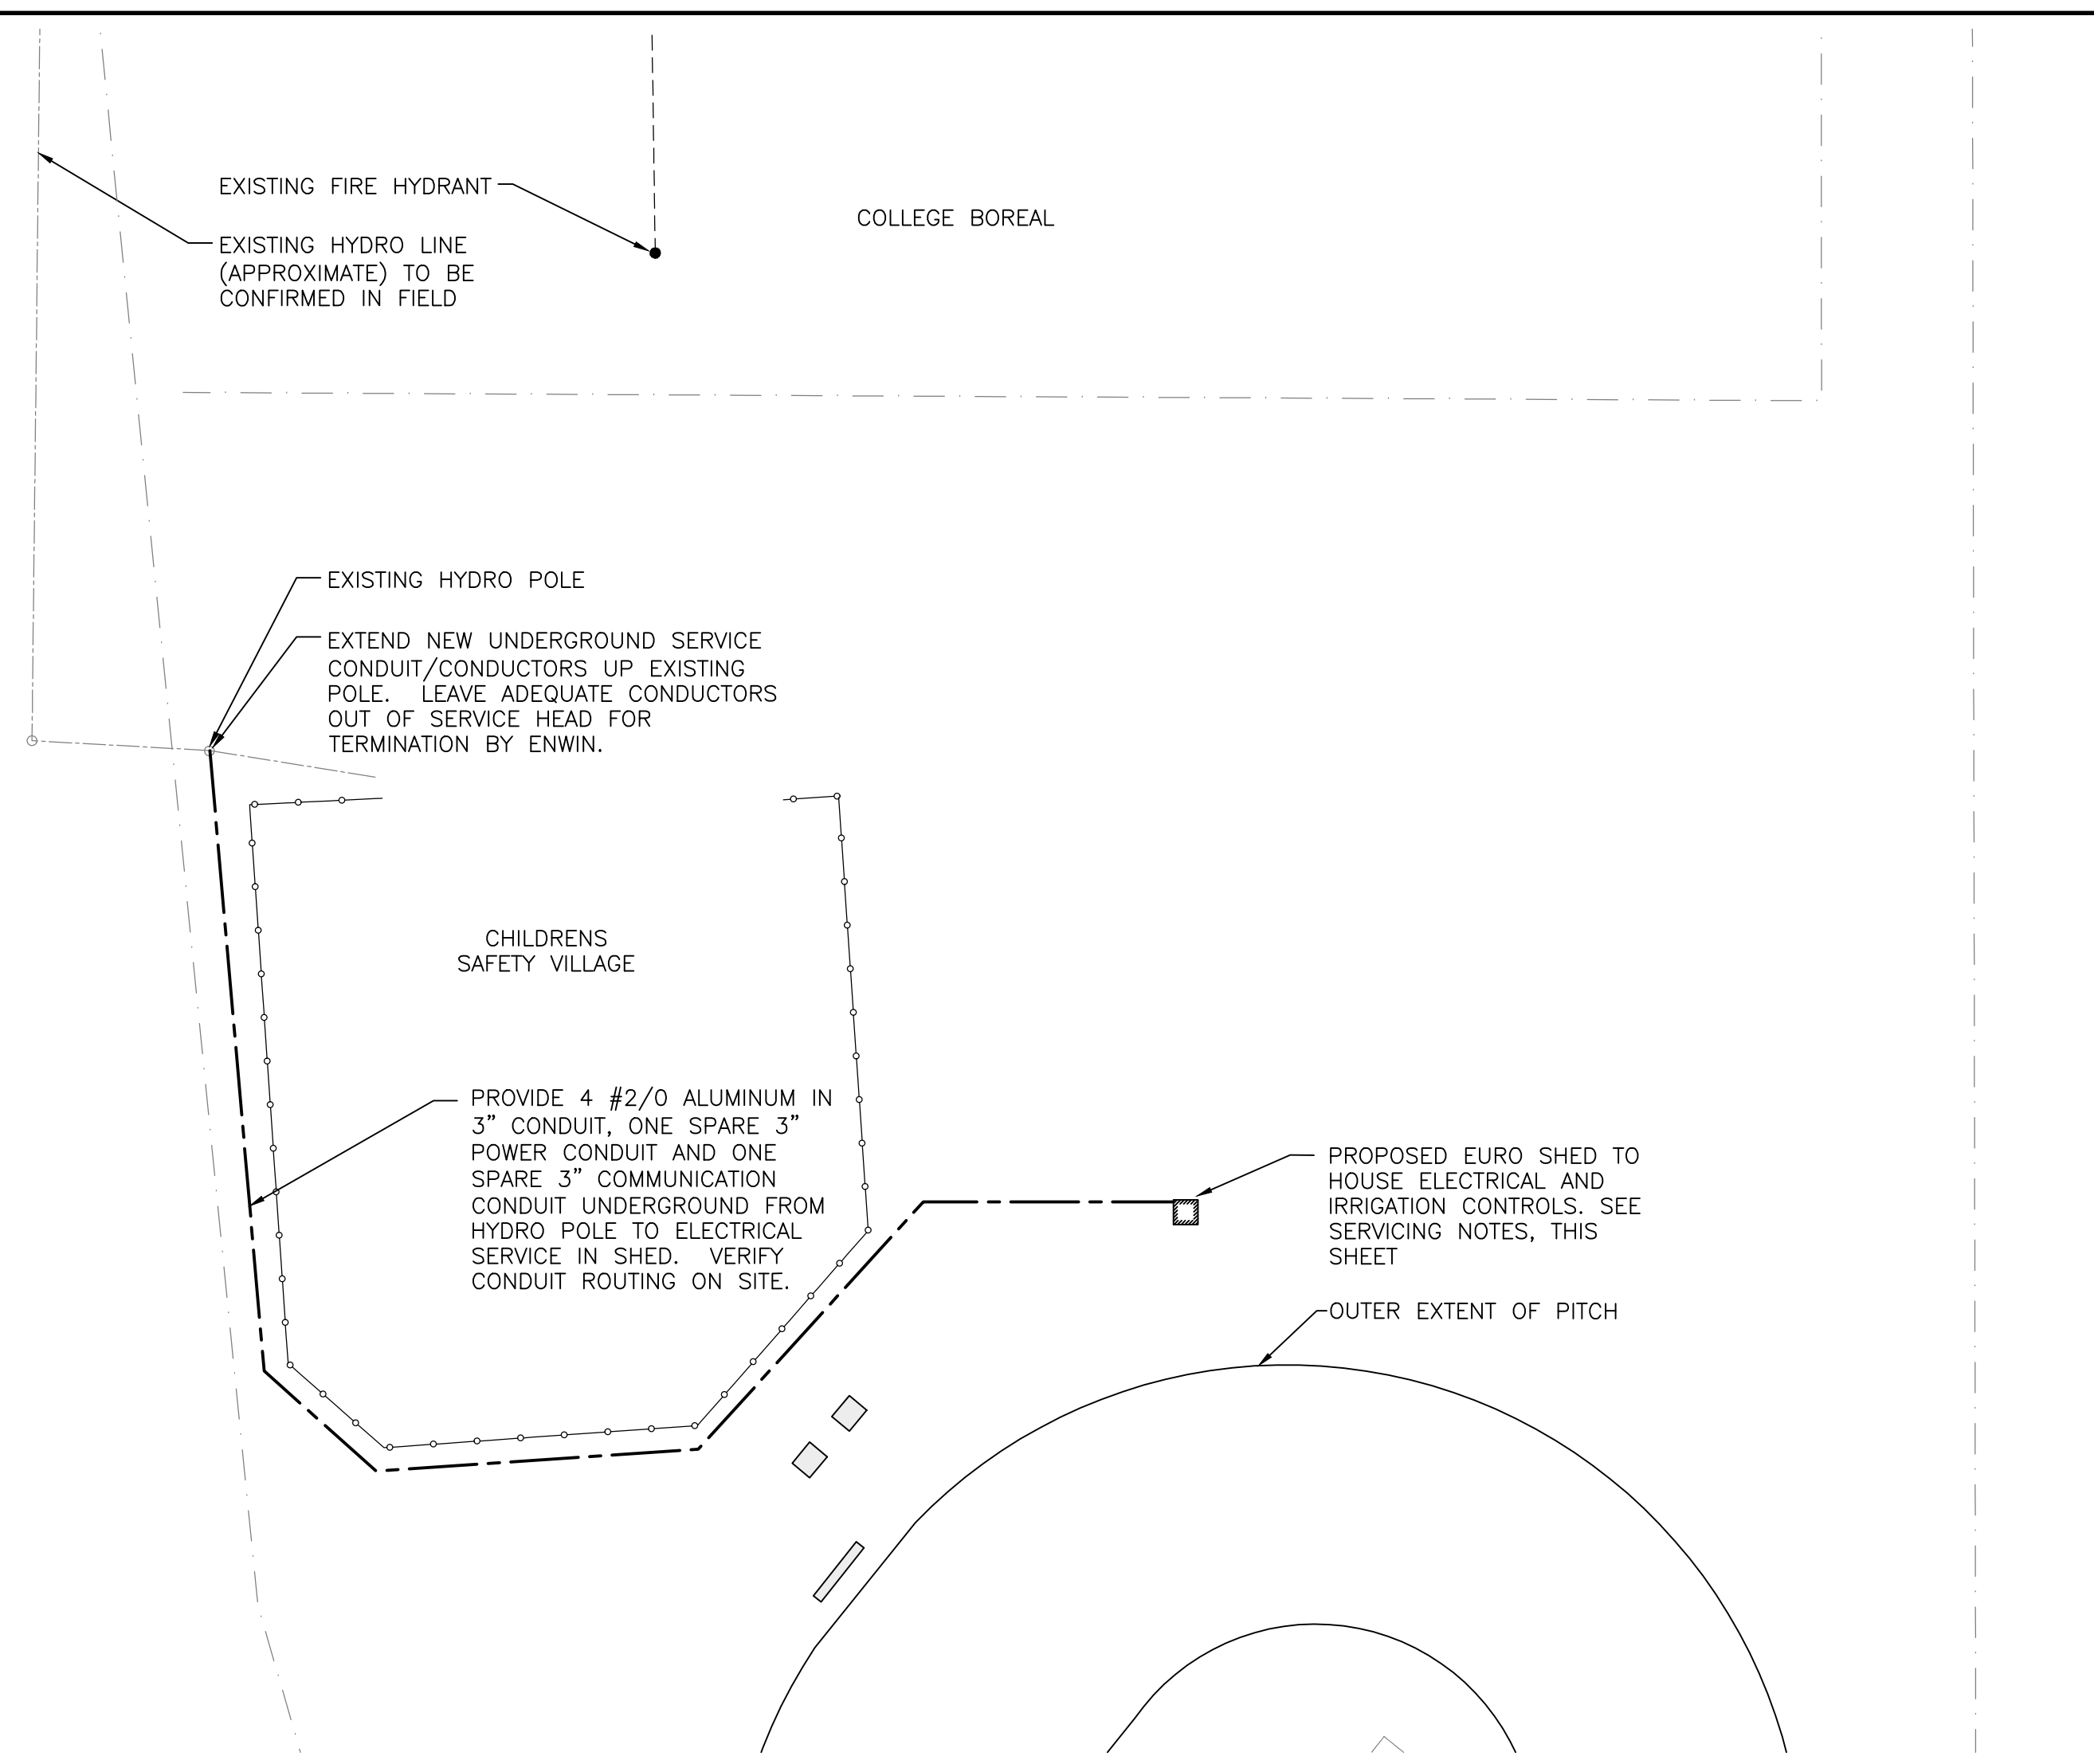 EXISTING FIRE HYDRANT
COLLEGE BOREAL
EXISTING HYDRO LINE
(APPROXIMATE) TO BE
CONFIRMED IN FIELD
EXISTING HYDRO POLE
EXTEND NEW UNDERGROUND SERVICE
CONDUIT/CONDUCTORS UP EXISTING
POLE. LEAVE ADEQUATE CONDUCTORS
OUT OF SERVICE HEAD FOR
TERMINATION BY ENWIN.
CHILDRENS
SAFETY VILLAGE
PROVIDE 4 #2/0 ALUMINUM IN
3" CONDUIT, ONE SPARE 3"
POWER CONDUIT AND ONE
SPARE 3" COMMUNICATION
CONDUIT UNDERGROUND FROM
HYDRO POLE TO ELECTRICAL
SERVICE IN SHED. VERIFY
CONDUIT ROUTING ON SITE.
PROPOSED EURO SHED TO
HOUSE ELECTRICAL AND
IRRIGATION CONTROLS. SEE
SERVICING NOTES, THIS
SHEET
OUTER EXTENT OF PITCH